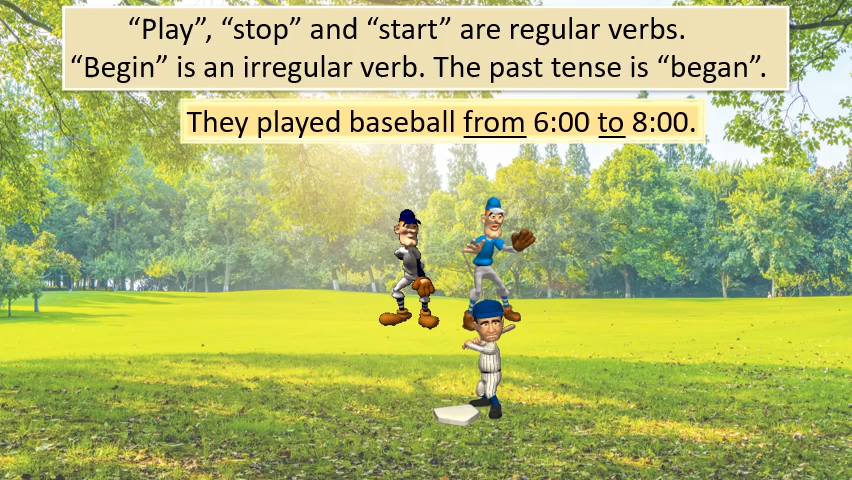 “Play”, “stop” and “start” are regular verbs.
“Begin” is an irregular verb. The past tense is “began”.
They played baseball from 6:00 to 8:00.